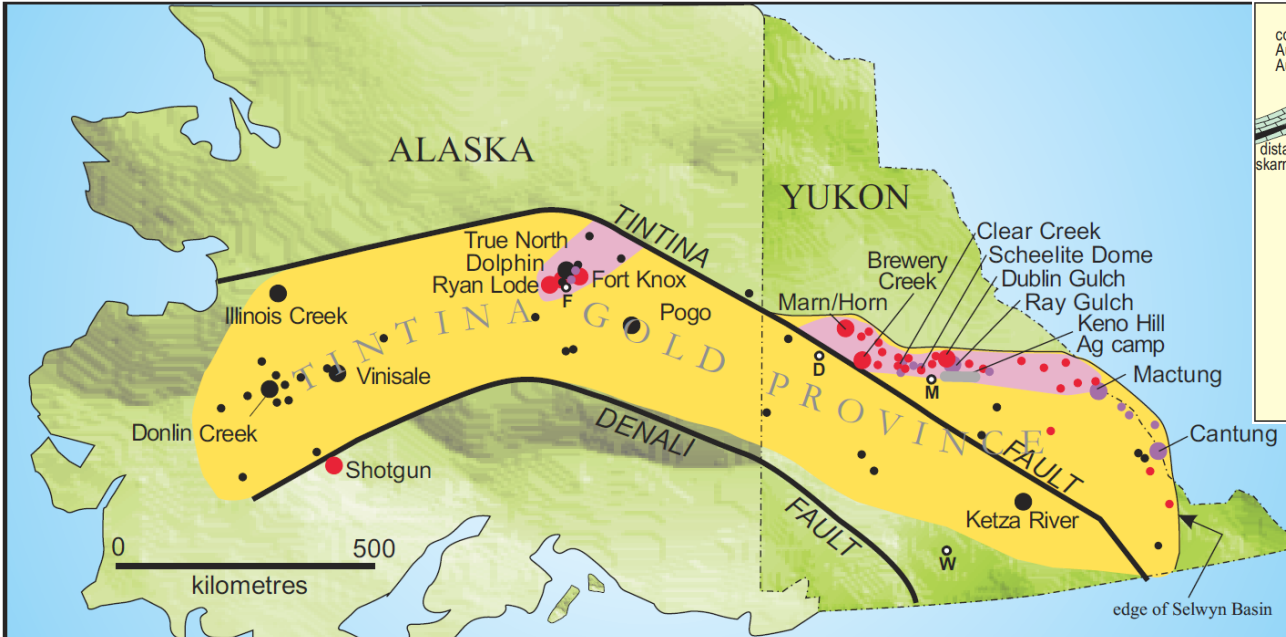 ALASKA
YUKON
TINTINA
FAULT
DENALI
FAULT
TINTINA GOLD PROVINCE
True North
Dolphin
Ryan Lode
Fort Knox
F
Illinois Creek
Pogo
Vinisale
Donlin Creek
Shotgun
Clear Creek
Scheelite Dome
Brewery
Creek
Dublin Gulch
Ray Gulch
Marn/Horn
Keno Hill
Ag camp
Mactung
D
M
Cantung
Ketza River
W
0
500
kilometres
edge of Selwyn Basin